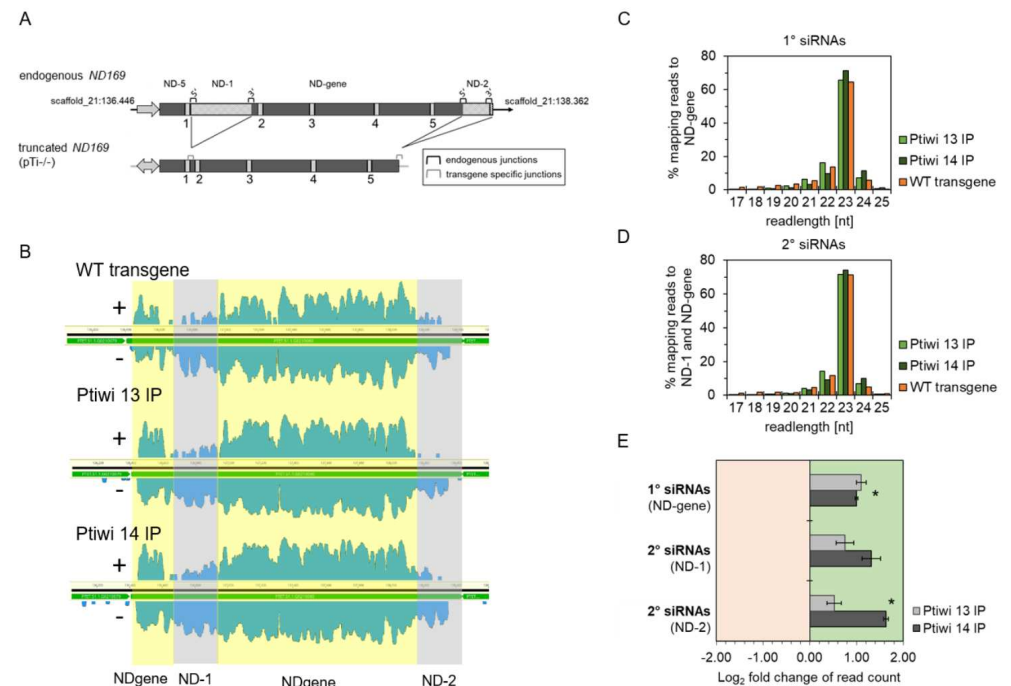 A
endogenous ND169
ND-5 ND-1 ND-gene ND-2
scaffold_21:136.446
scaffold_21:138.362
1 2 3 4 5
truncated ND169
(pTi-/-)
1 2 3 4 5
endogenous junctions
transgene specific junctions
B
WT transgene
+
-
Ptiwi 13 IP
+
-
Ptiwi 14 IP
+
-
NDgene ND-1 NDgene ND-2
C
1° siRNAs
% mapping reads to
ND-gene
80
60
40
20
0
17 18 19 20 21 22 23 24 25
readlength [nt]
Ptiwi 13 IP
Ptiwi 14 IP
WT transgene
D
2° siRNAs
% mapping reads to
ND-1 and ND-gene
80
60
40
20
0
17 18 19 20 21 22 23 24 25
readlength [nt]
Ptiwi 13 IP
Ptiwi 14 IP
WT transgene
E
1° siRNAs
(ND-gene)
*
2° siRNAs
(ND-1)
2° siRNAs
(ND-2)
*
Ptiwi 13 IP
Ptiwi 14 IP
-2.00 -1.00 0.00 1.00 2.00
Log2 fold change of read count